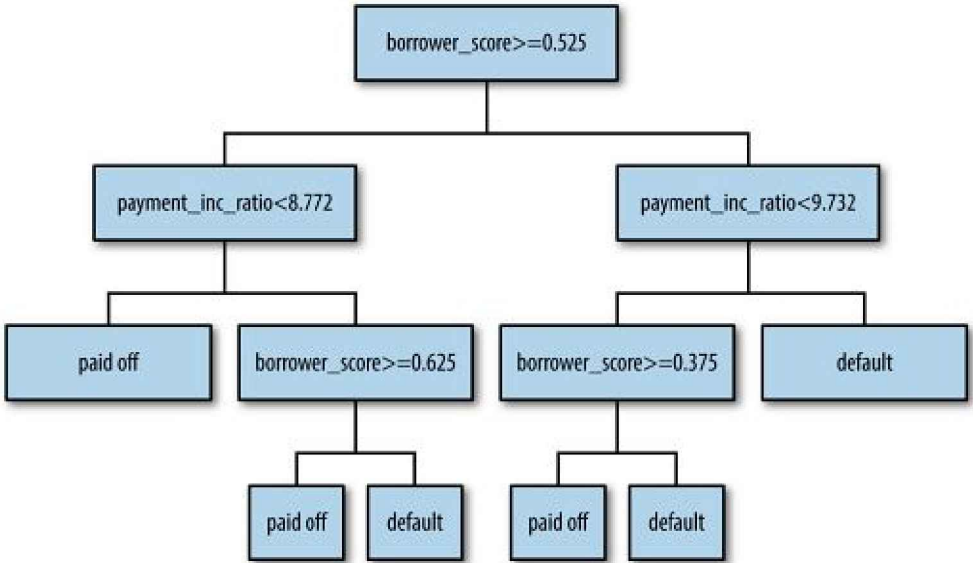 borrower_score>=0.525
payment_inc_ratio<8.772
payment_inc_ratio<9.732
paid off
borrower_score>=0.625
borrower_score>=0.375
default
paid off
default
paid off
default